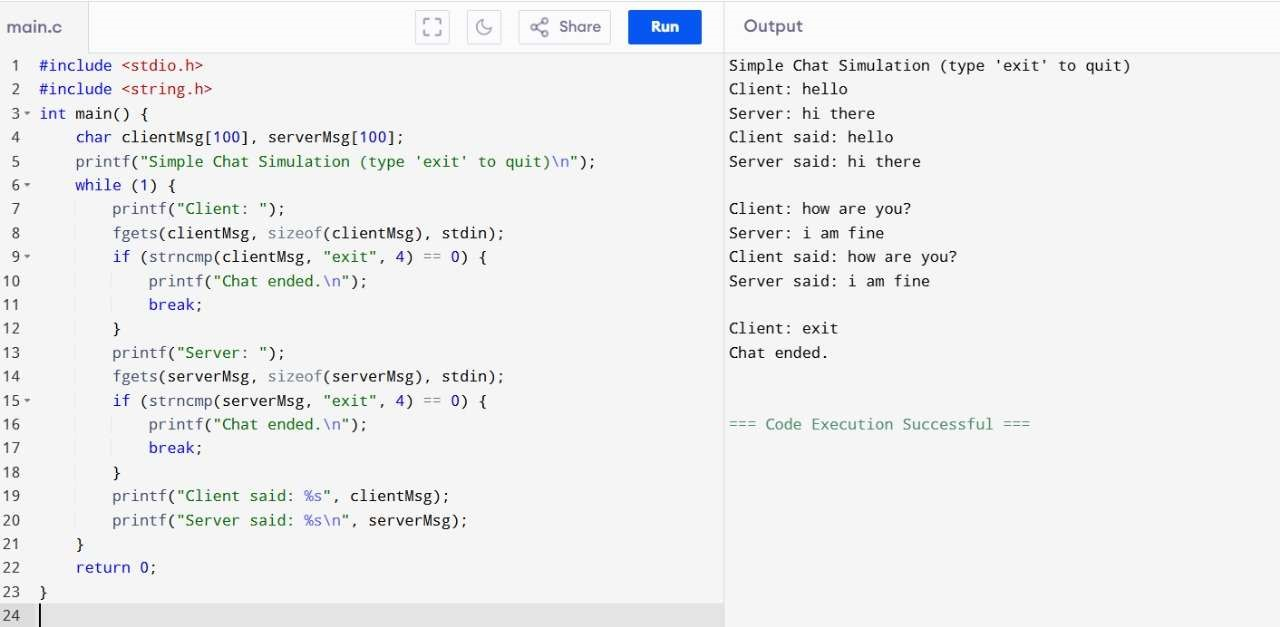 main.c
Share
Run
Output
1 #include <stdio.h>
2 #include <string.h>
3 int main() {
4     char clientMsg[100], serverMsg[100];
5     printf("Simple Chat Simulation (type 'exit' to quit)\n");
6     while (1) {
7         printf("Client: ");
8         fgets(clientMsg, sizeof(clientMsg), stdin);
9         if (strncmp(clientMsg, "exit", 4) == 0) {
10             printf("Chat ended.\n");
11             break;
12         }
13         printf("Server: ");
14         fgets(serverMsg, sizeof(serverMsg), stdin);
15         if (strncmp(serverMsg, "exit", 4) == 0) {
16             printf("Chat ended.\n");
17             break;
18         }
19         printf("Client said: %s", clientMsg);
20         printf("Server said: %s\n", serverMsg);
21     }
22     return 0;
23 }
24
Simple Chat Simulation (type 'exit' to quit)
Client: hello
Server: hi there
Client said: hello
Server said: hi there
Client: how are you?
Server: i am fine
Client said: how are you?
Server said: i am fine
Client: exit
Chat ended.
=== Code Execution Successful ===